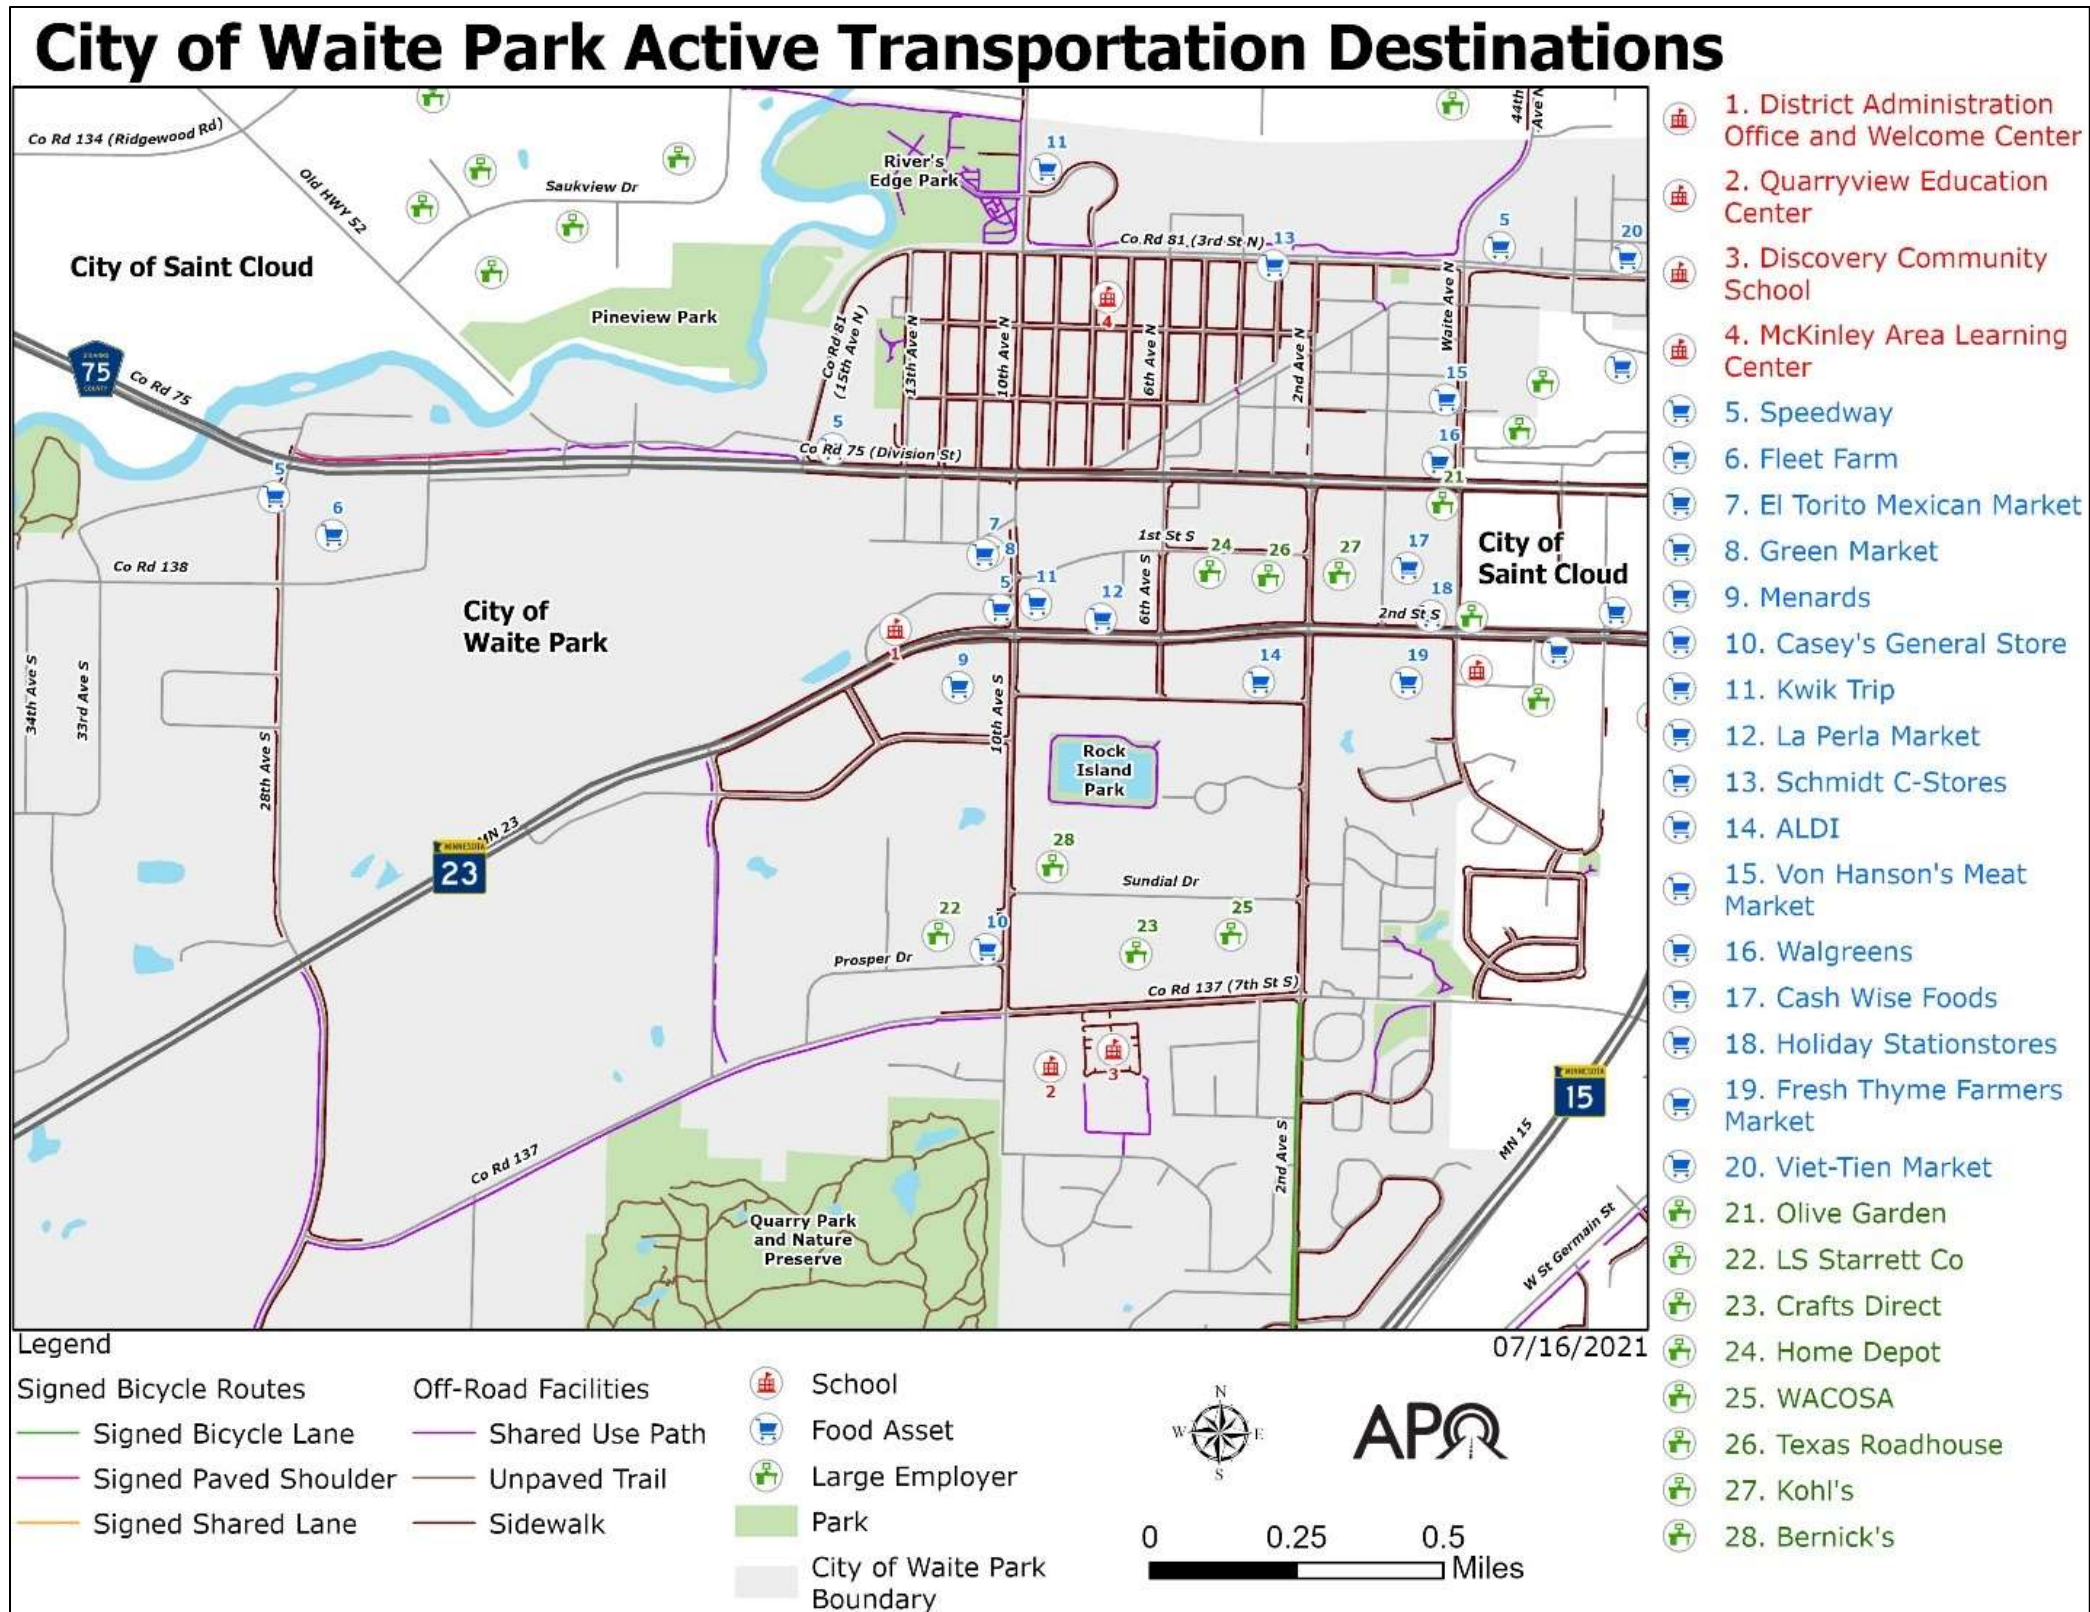 City of Waite Park Active Transportation Destinations
44th
Ave N
Co Rd 134 (Ridgewood Rd)
Old HWY 52
Saukview Dr
River's
Edge Park
11
Co Rd 81 (3rd St N)
13
5
20
City of Saint Cloud
Pineview Park
4
Co Rd 81
(15th Ave N)
13th Ave N
10th Ave N
6th Ave N
2nd Ave N
Waite Ave N
75
COUNTY
Co Rd 75
15
5
16
Co Rd 75 (Division St)
5
21
6
7
8
1st St S
24
26
27
17
City of
Saint Cloud
Co Rd 138
5
11
12
6th Ave S
18
2nd St S
City of
Waite Park
1
9
14
19
34th Ave S
33rd Ave S
28th Ave S
10th Ave S
Rock
Island
Park
MN 23
MINNESOTA
23
28
Sundial Dr
22
10
23
25
Prosper Dr
Co Rd 137 (7th St S)
2
3
MINNESOTA
15
MN 15
2nd Ave S
Co Rd 137
Quarry Park
and Nature
Preserve
W St Germain St
1. District Administration
Office and Welcome Center
2. Quarryview Education
Center
3. Discovery Community
School
4. McKinley Area Learning
Center
5. Speedway
6. Fleet Farm
7. El Torito Mexican Market
8. Green Market
9. Menards
10. Casey's General Store
11. Kwik Trip
12. La Perla Market
13. Schmidt C-Stores
14. ALDI
15. Von Hanson's Meat
Market
16. Walgreens
17. Cash Wise Foods
18. Holiday Stationstores
19. Fresh Thyme Farmers
Market
20. Viet-Tien Market
21. Olive Garden
22. LS Starrett Co
23. Crafts Direct
24. Home Depot
25. WACOSA
26. Texas Roadhouse
27. Kohl's
28. Bernick's
Legend
07/16/2021
Signed Bicycle Routes
Signed Bicycle Lane
Signed Paved Shoulder
Signed Shared Lane
Off-Road Facilities
Shared Use Path
Unpaved Trail
Sidewalk
School
Food Asset
Large Employer
Park
City of Waite Park
Boundary
N
W
E
S
APO
0
0.25
0.5
Miles